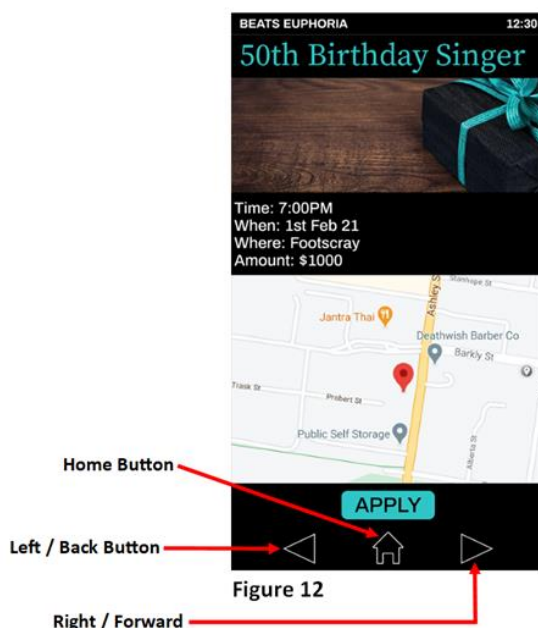 BEATS EUPHORIA 12:30
50th Birthday Singer
Time: 7:00PM
When: 1st Feb 21
Where: Footscray
Amount: $1000
Stanhope St
Ashley St
Jantra Thai
Deathwish Barber Co
Barkly St
Trask St
Probert St
Public Self Storage
Alberta St
Home Button
APPLY
Left / Back Button
Figure 12
Right / Forward